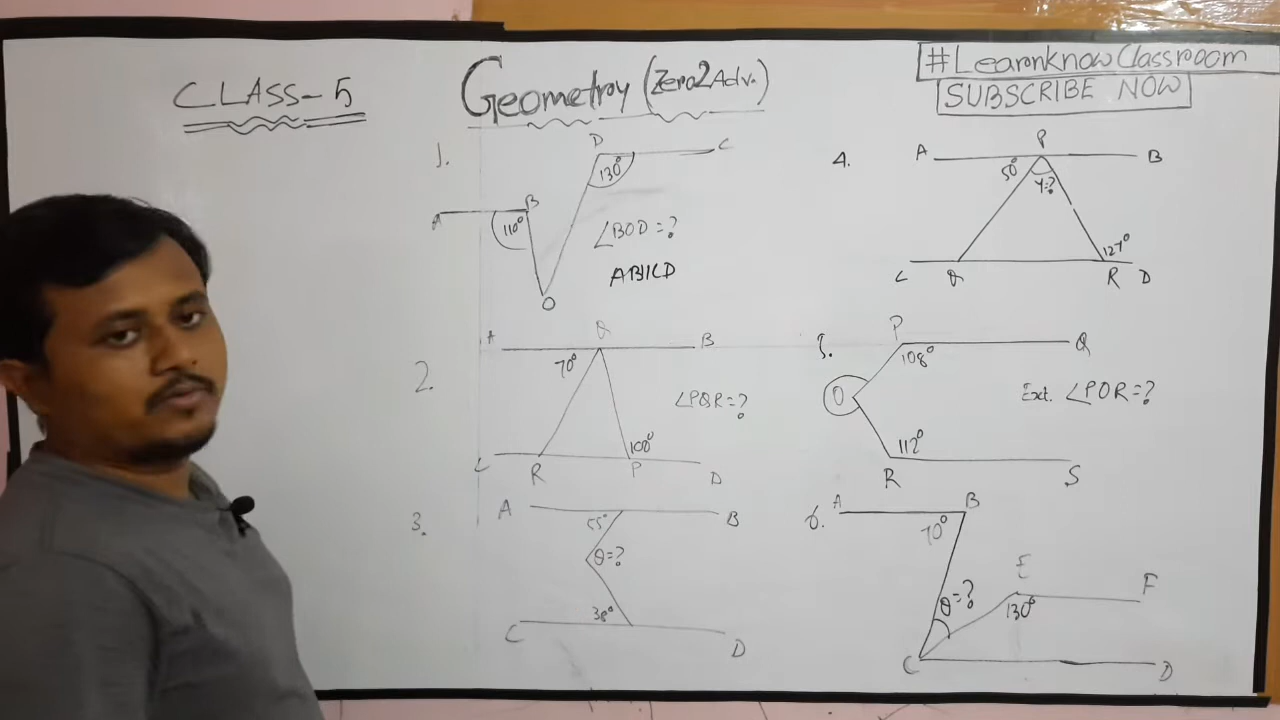 CLASS-5
Geometry (Zero2Adv.)
#LearnknowClassroom
SUBSCRIBE NOW
1.
D
C
130°
A
B
110°
∠BOD=?
AB||CD
O
2.
A
Q
B
70°
∠PQR=?
100°
C
R
P
D
3.
A
B
55°
θ=?
38°
C
D
4.
A
P
B
50°
Y=?
127°
C
Q
R
D
5.
P
Q
108°
O
Ext. ∠POR=?
112°
R
S
6.
A
B
70°
E
F
θ=?
130°
C
D